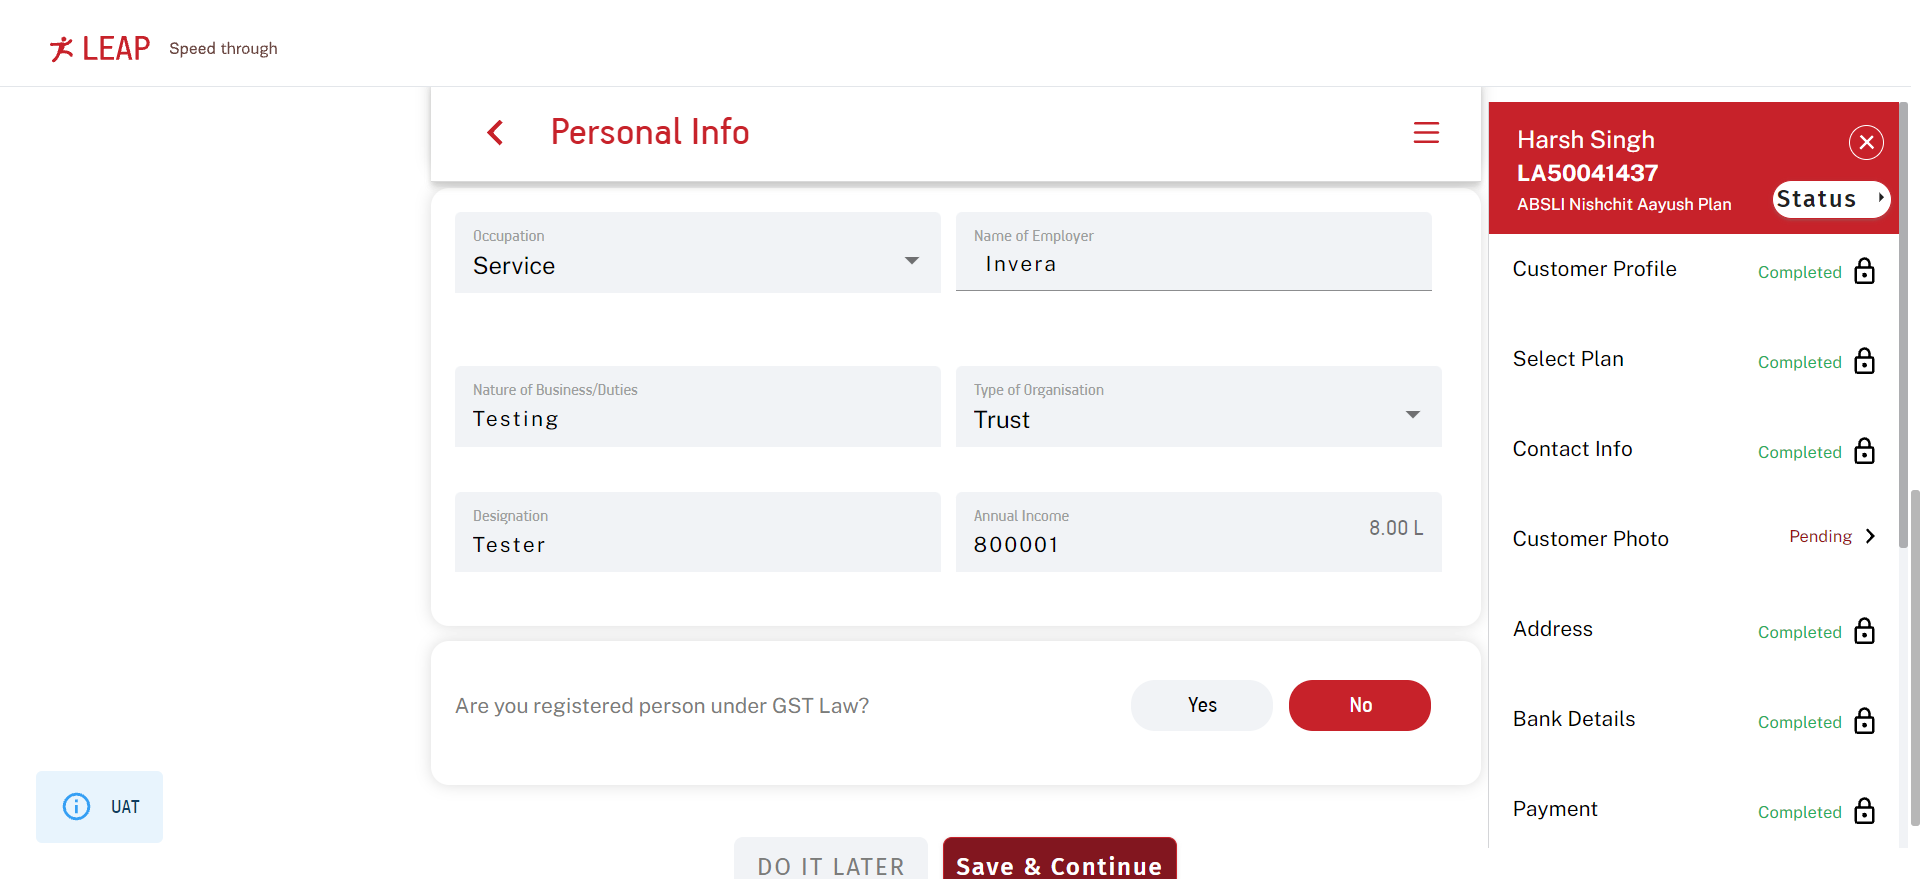 LEAP Speed through
Personal Info
Occupation
Service
Name of Employer
Invera
Nature of Business/Duties
Testing
Type of Organisation
Trust
Designation
Tester
Annual Income
800001
8.00 L
Are you registered person under GST Law?
Yes
No
DO IT LATER
Save & Continue
UAT
Harsh Singh
LA50041437
ABSLI Nishchit Aayush Plan
Status
Customer Profile Completed
Select Plan Completed
Contact Info Completed
Customer Photo Pending
Address Completed
Bank Details Completed
Payment Completed